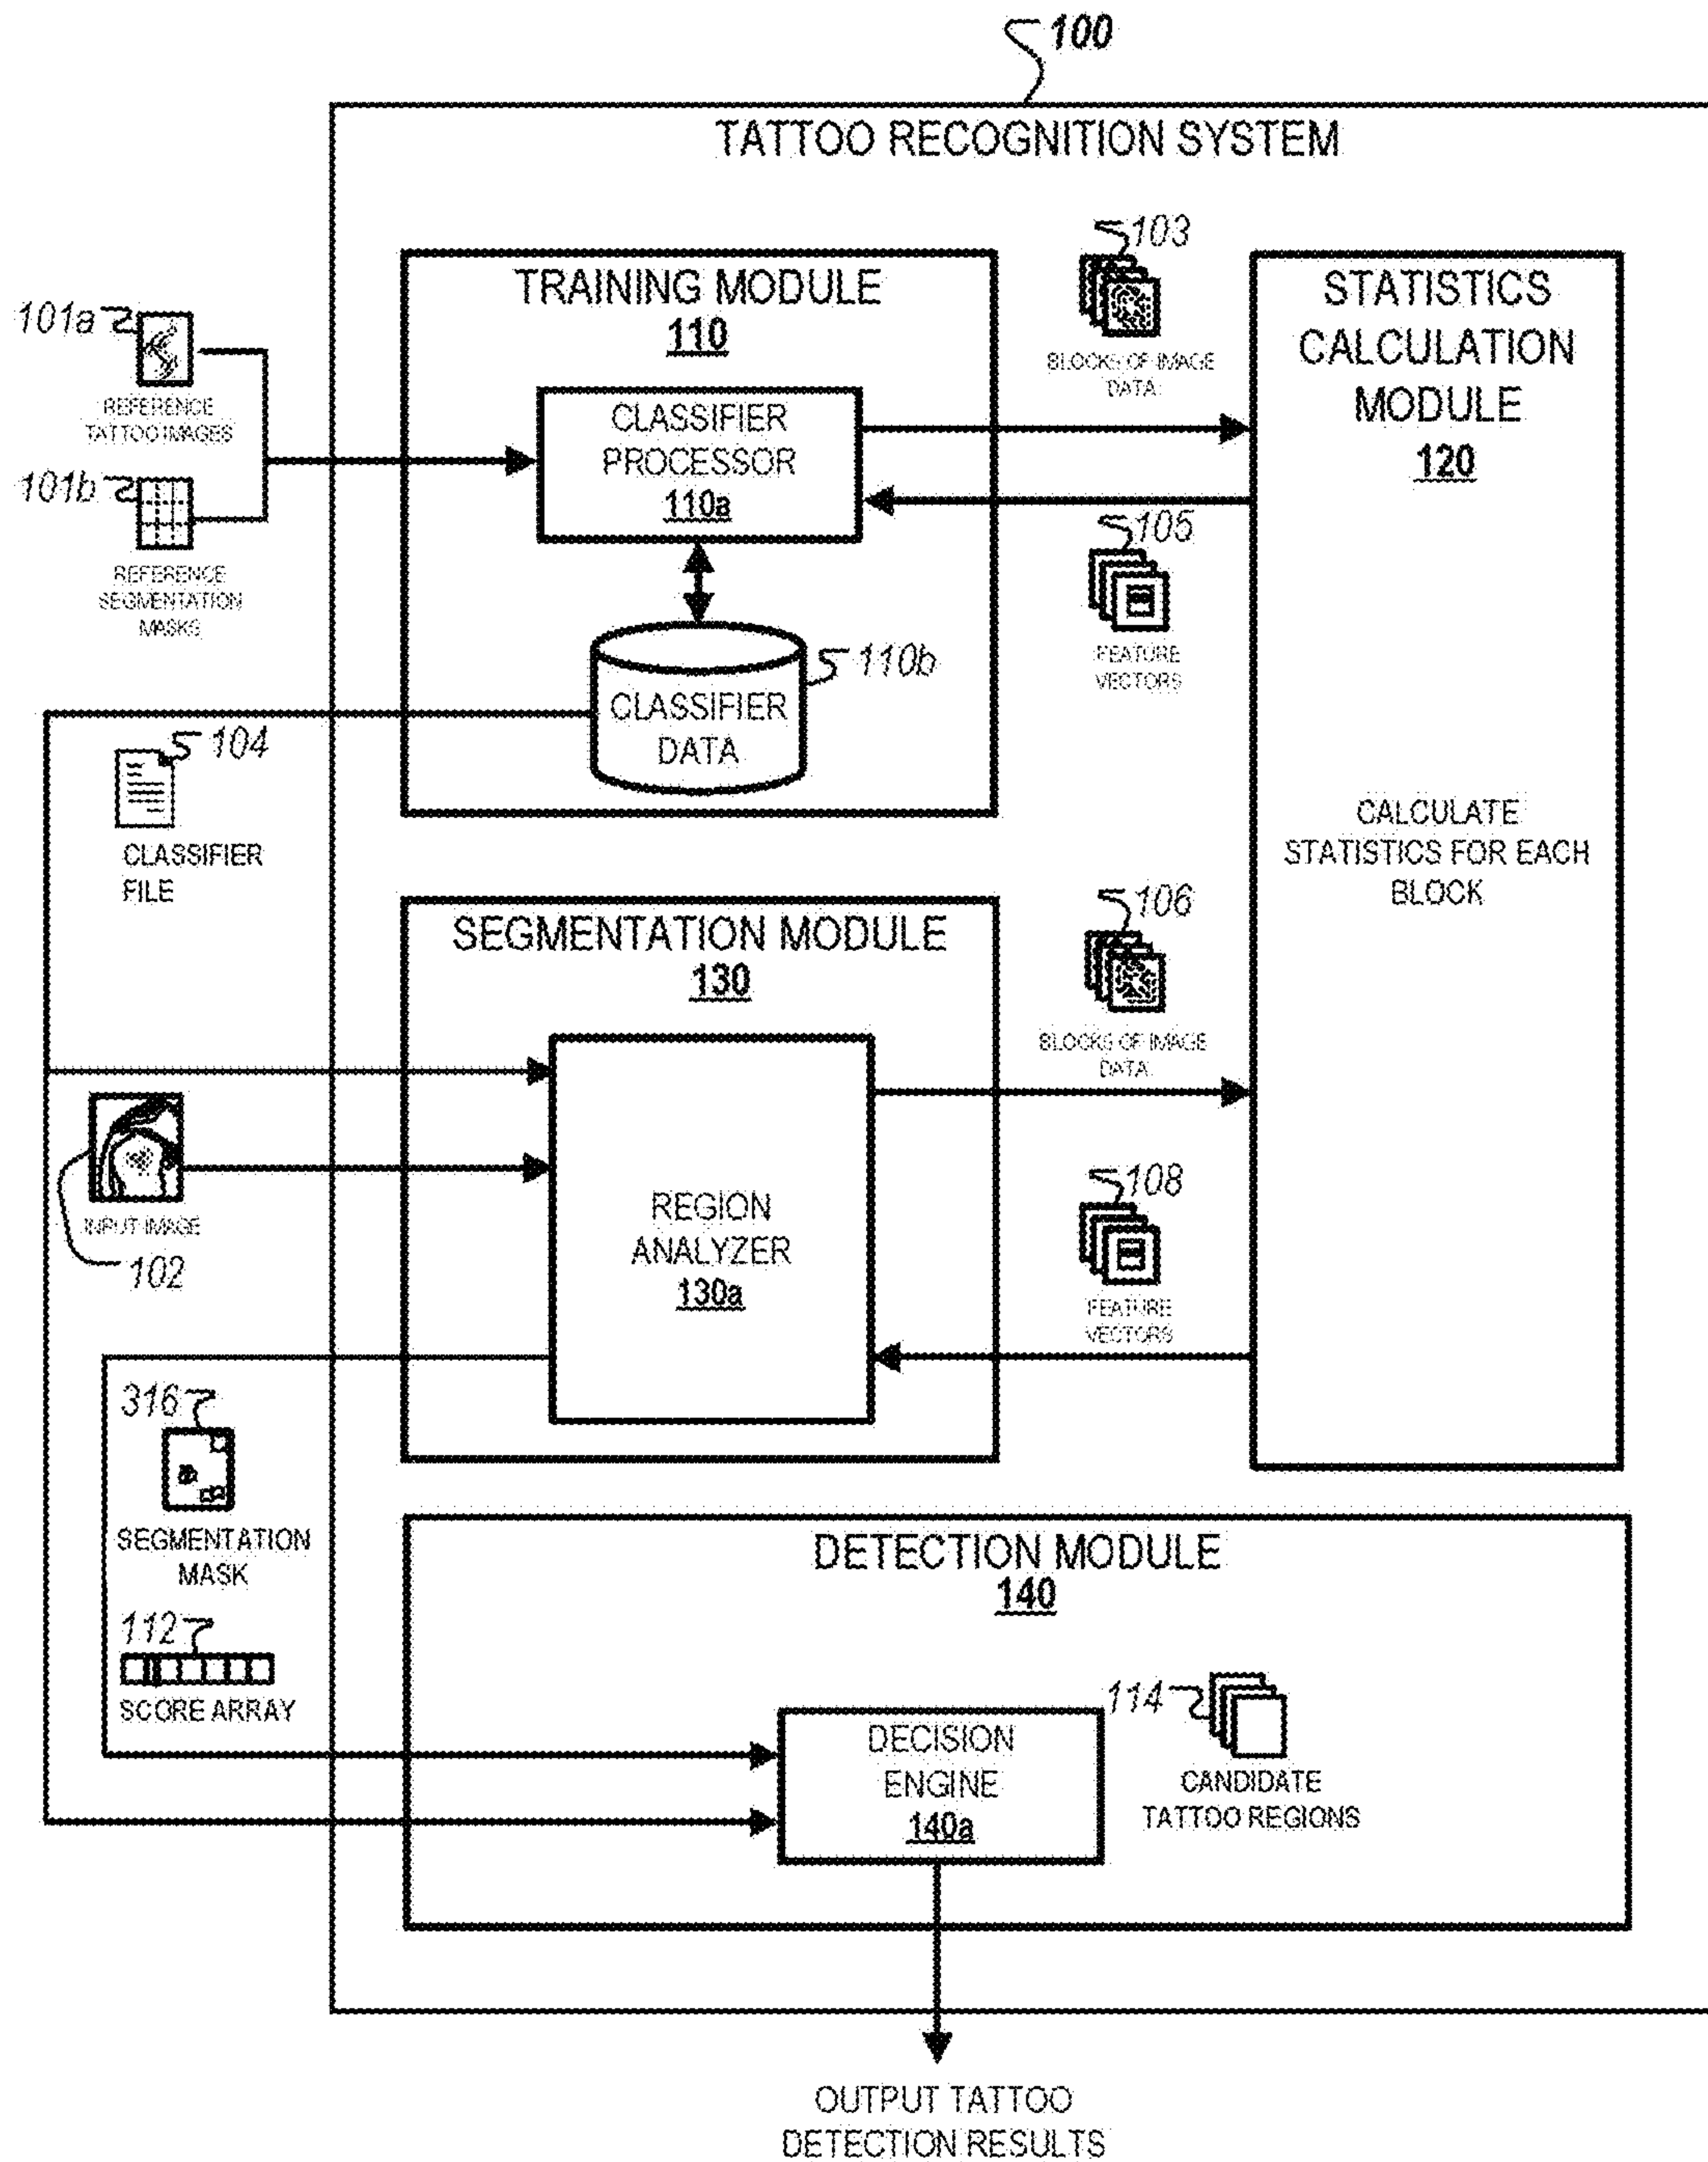 100
TATTOO RECOGNITION SYSTEM
TRAINING MODULE
110
CLASSIFIER
PROCESSOR
110a
CLASSIFIER
DATA
110b
101a
REFERENCE
TATTOO IMAGES
101b
REFERENCE
SEGMENTATION
MASKS
103
BLOCKS OF IMAGE
DATA
105
FEATURE
VECTORS
STATISTICS
CALCULATION
MODULE
120
CALCULATE
STATISTICS FOR EACH
BLOCK
104
CLASSIFIER
FILE
SEGMENTATION MODULE
130
REGION
ANALYZER
130a
106
BLOCKS OF IMAGE
DATA
108
FEATURE
VECTORS
INPUT IMAGE
102
316
SEGMENTATION
MASK
112
SCORE ARRAY
DETECTION MODULE
140
DECISION
ENGINE
140a
114
CANDIDATE
TATTOO REGIONS
OUTPUT TATTOO
DETECTION RESULTS